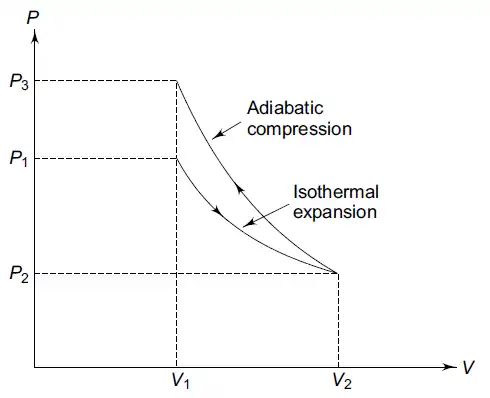 P
P3
Adiabatic
compression
P1
Isothermal
expansion
P2
V
V1
V2